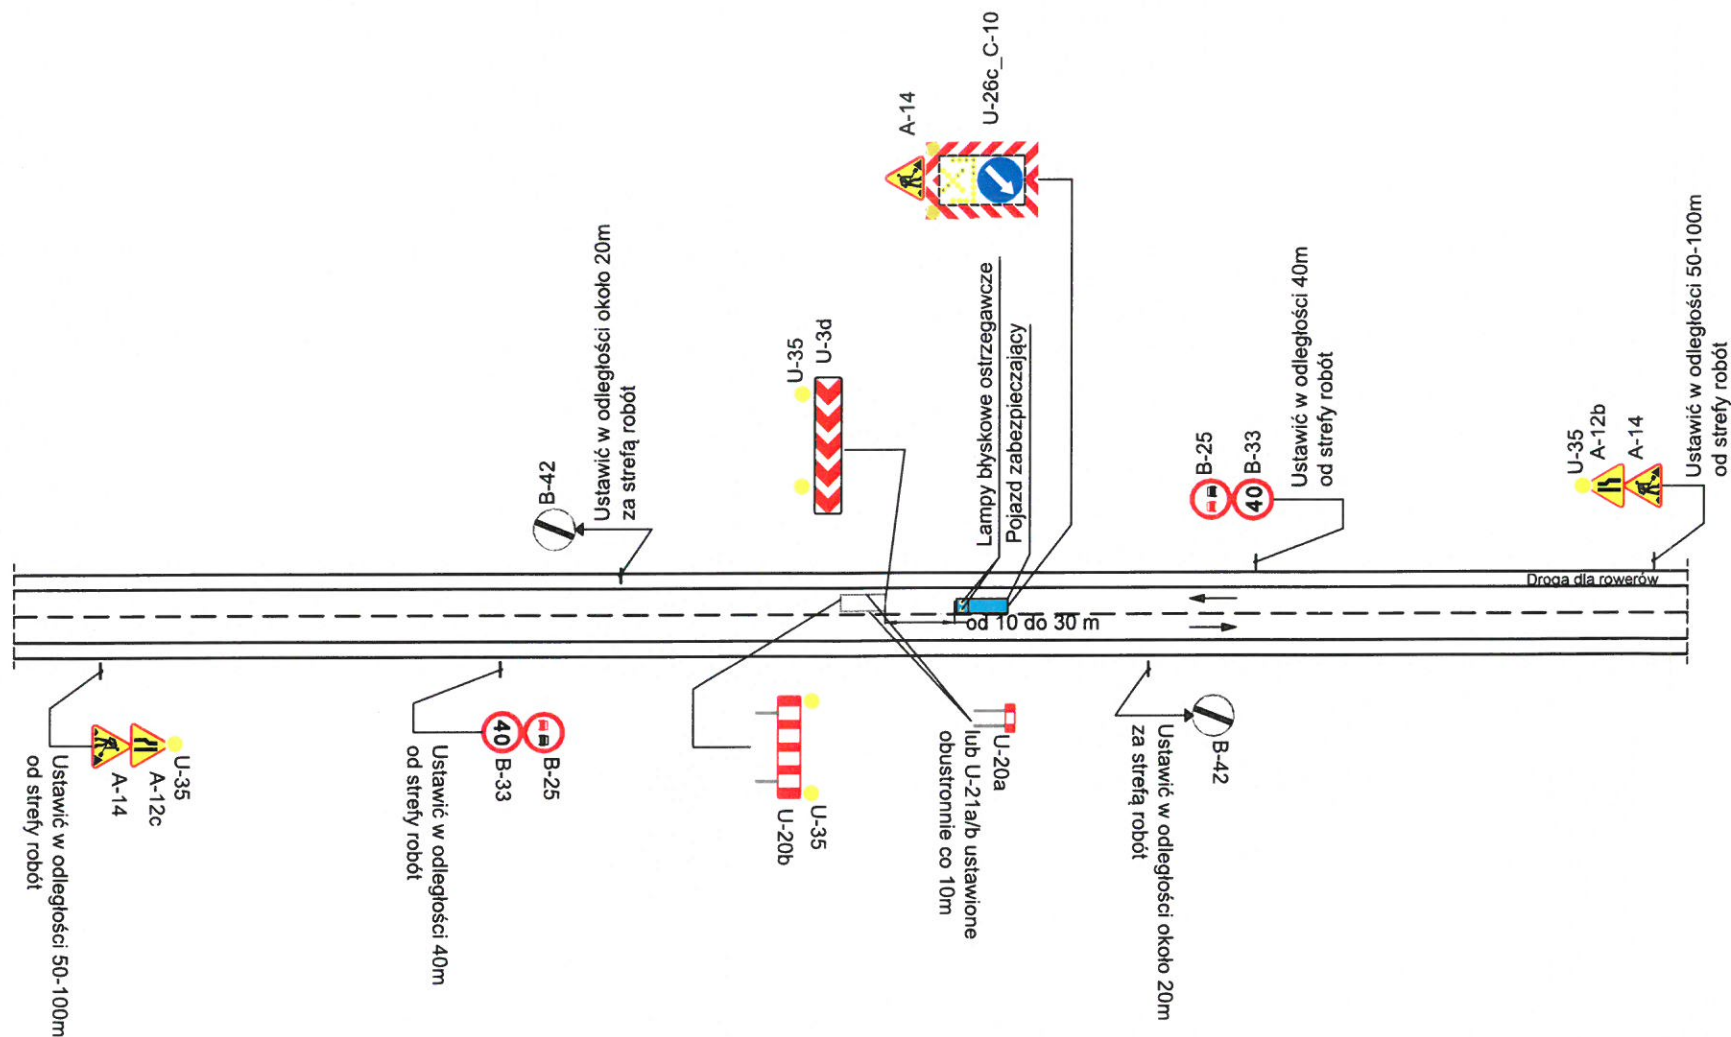 A-14
U-26c_C-10
Ustawić w odległości około 20m
za strefą robót
B-42
U-35
U-3d
Lampy błyskowe ostrzegawcze
Pojazd zabezpieczający
B-25
B-33
40
Ustawić w odległości 40m
od strefy robót
U-35
A-12b
A-14
Ustawić w odległości 50-100m
od strefy robót
Droga dla rowerów
od 10 do 30 m
Ustawić w odległości 50-100m
od strefy robót
A-14
A-12c
U-35
Ustawić w odległości 40m
od strefy robót
40
B-33
B-25
U-20b
U-35
U-20a
lub U-21a/b ustawione
obustronnie co 10m
B-42
Ustawić w odległości około 20m
za strefą robót